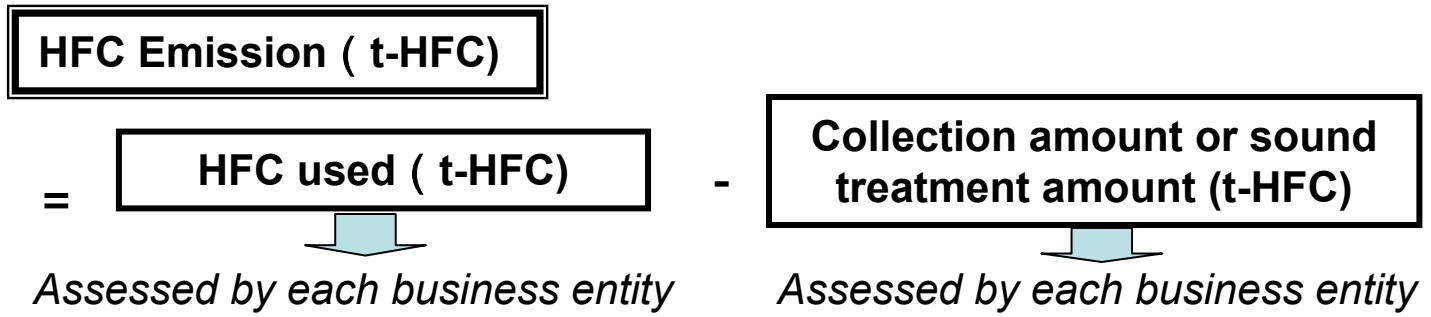 HFC Emission ( t-HFC)
= HFC used ( t-HFC) - Collection amount or sound
treatment amount (t-HFC)
Assessed by each business entity Assessed by each business entity